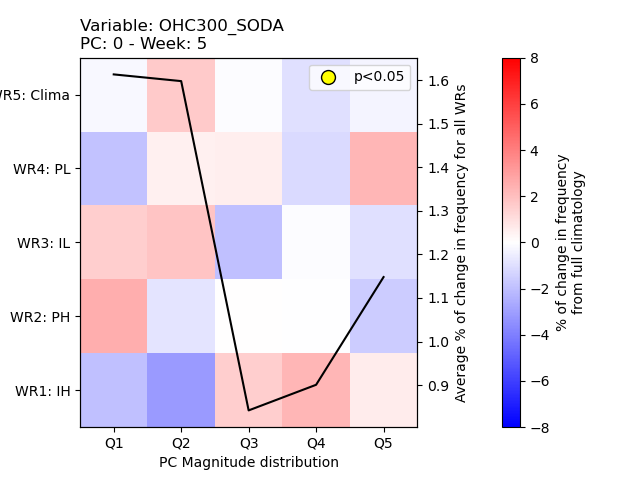 Variable: OHC300_SODA
PC: 0 - Week: 5
p<0.05
WR5: Clima
WR4: PL
WR3: IL
WR2: PH
WR1: IH
Q1 Q2 Q3 Q4 Q5
PC Magnitude distribution
1.6
1.5
1.4
1.3
1.2
1.1
1.0
0.9
Average % of change in frequency for all WRs
8
6
4
2
0
−2
−4
−6
−8
% of change in frequency
from full climatology